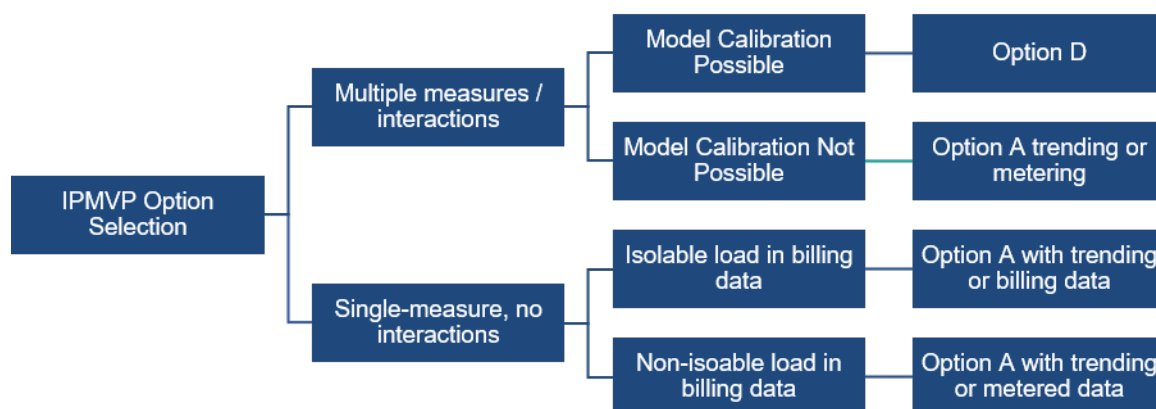 IPMVP Option
Selection
Multiple measures /
interactions
Single-measure, no
interactions
Model Calibration
Possible
Option D
Model Calibration Not
Possible
Option A trending or
metering
Isolable load in billing
data
Option A with trending
or billing data
Non-isoable load in
billing data
Option A with trending
or metered data